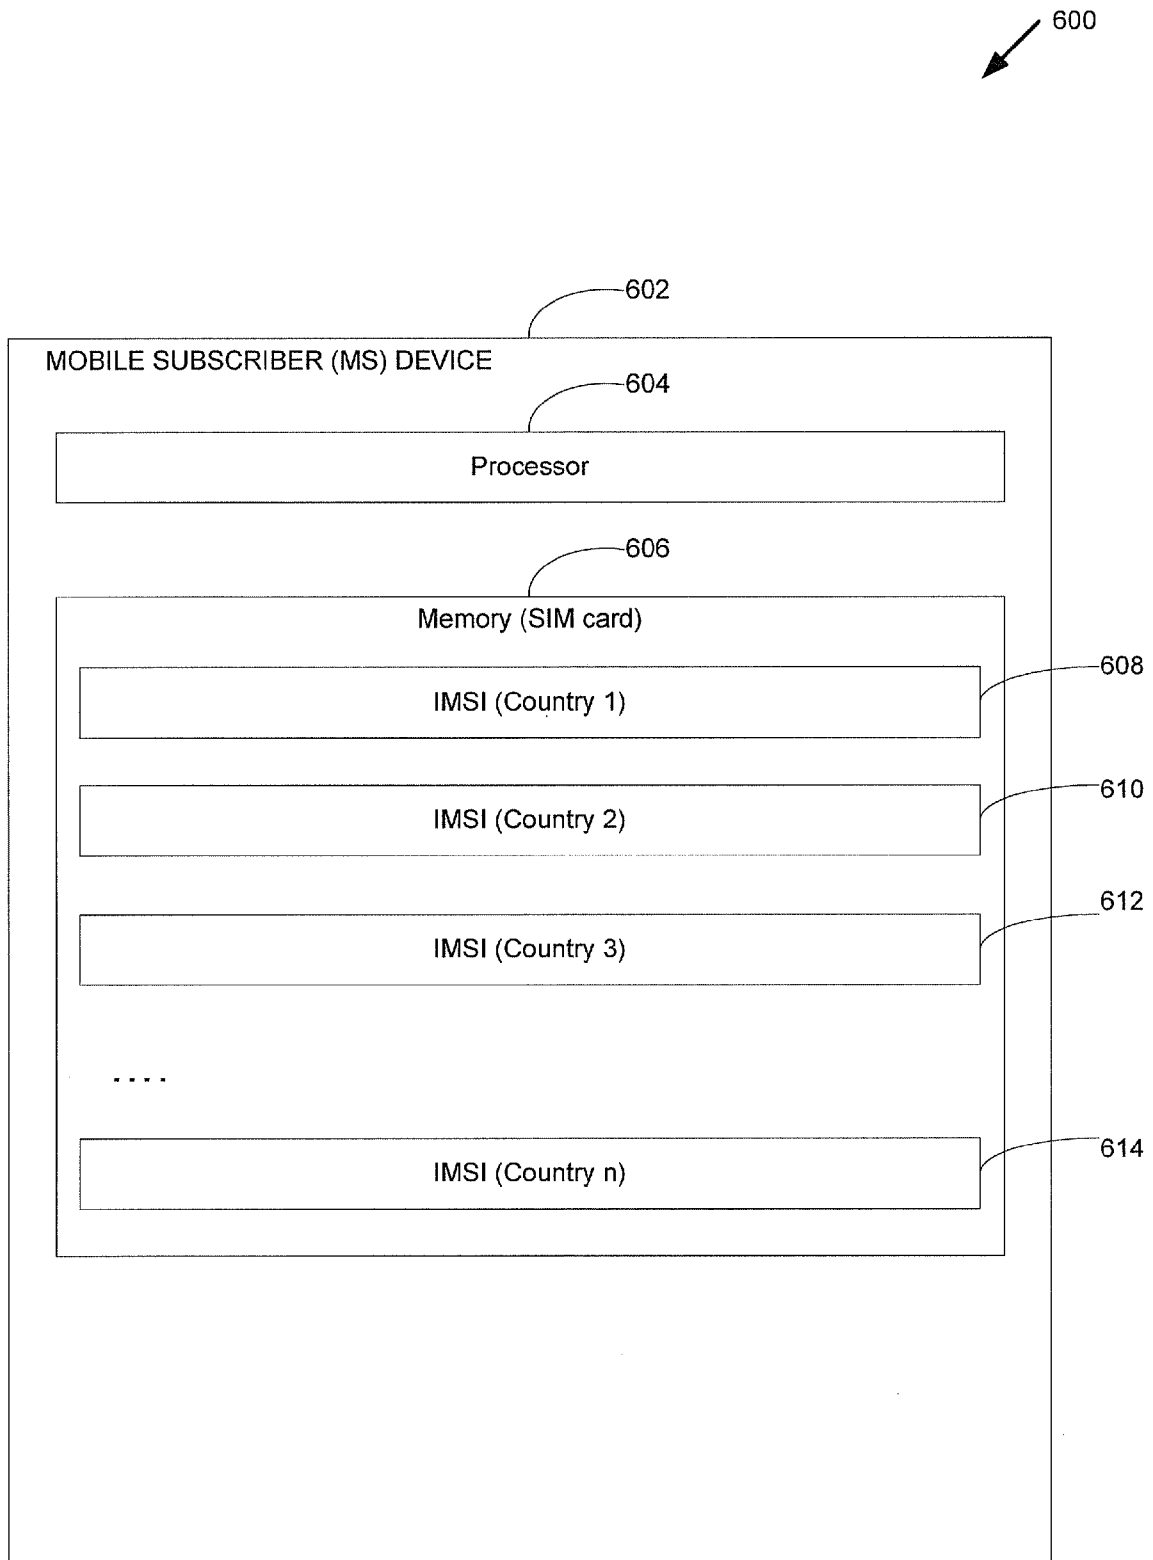 600
602
MOBILE SUBSCRIBER (MS) DEVICE
604
Processor
606
Memory (SIM card)
608
IMSI (Country 1)
610
IMSI (Country 2)
612
IMSI (Country 3)
....
614
IMSI (Country n)